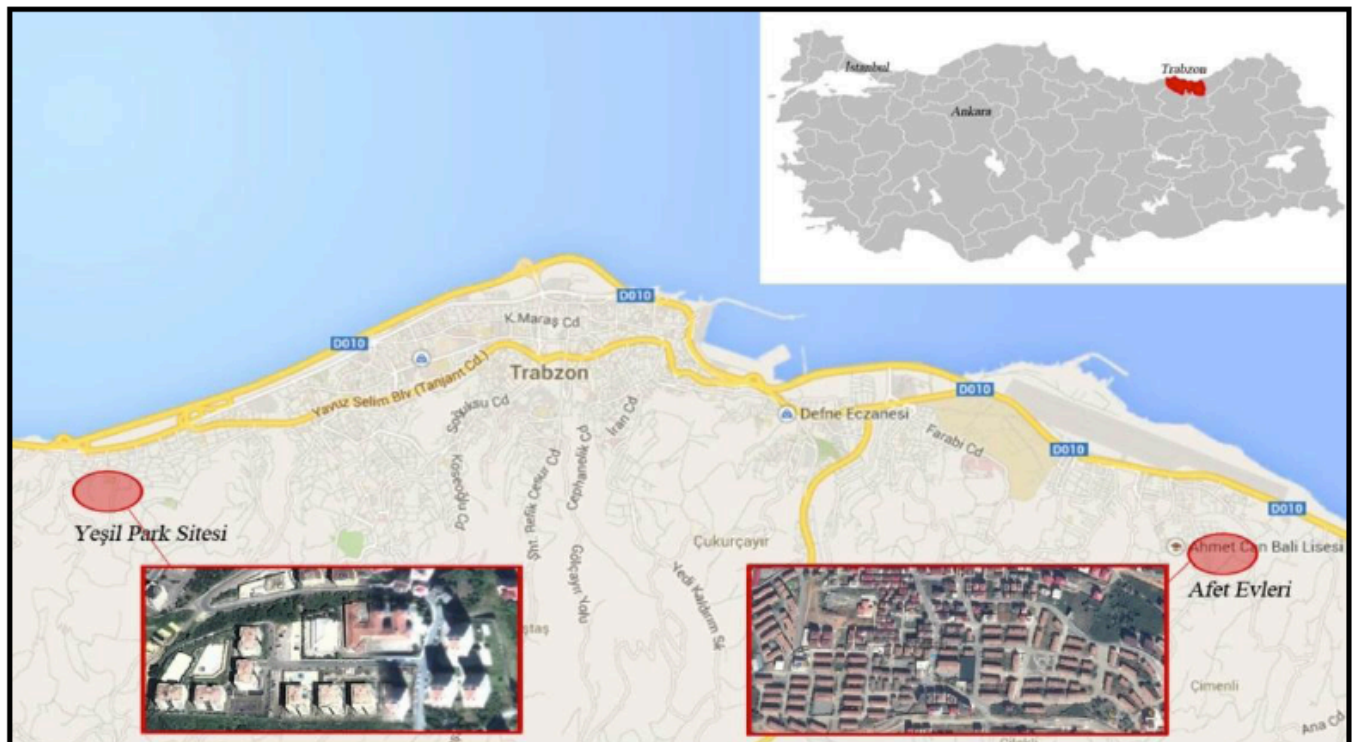 İstanbul
Trabzon
Ankara
D010
K.Maraş Cd
D010
Trabzon
Yavuz Selim Blv (Tanjant Cd.)
D010
Soğuksu Cd
İran Cd
Defne Eczanesi
Farabi Cd
D010
Köseoğlu Cd
Şht. Refik Cesur Cd
Cephanelik Cd
D010
Yeşil Park Sitesi
Çukurçayır
Ahmet Can Bali Lisesi
Gölçayır Yolu
Yedi Kaldırım Sk
Afet Evleri
ştaş
Çimenli
Ana Cd.